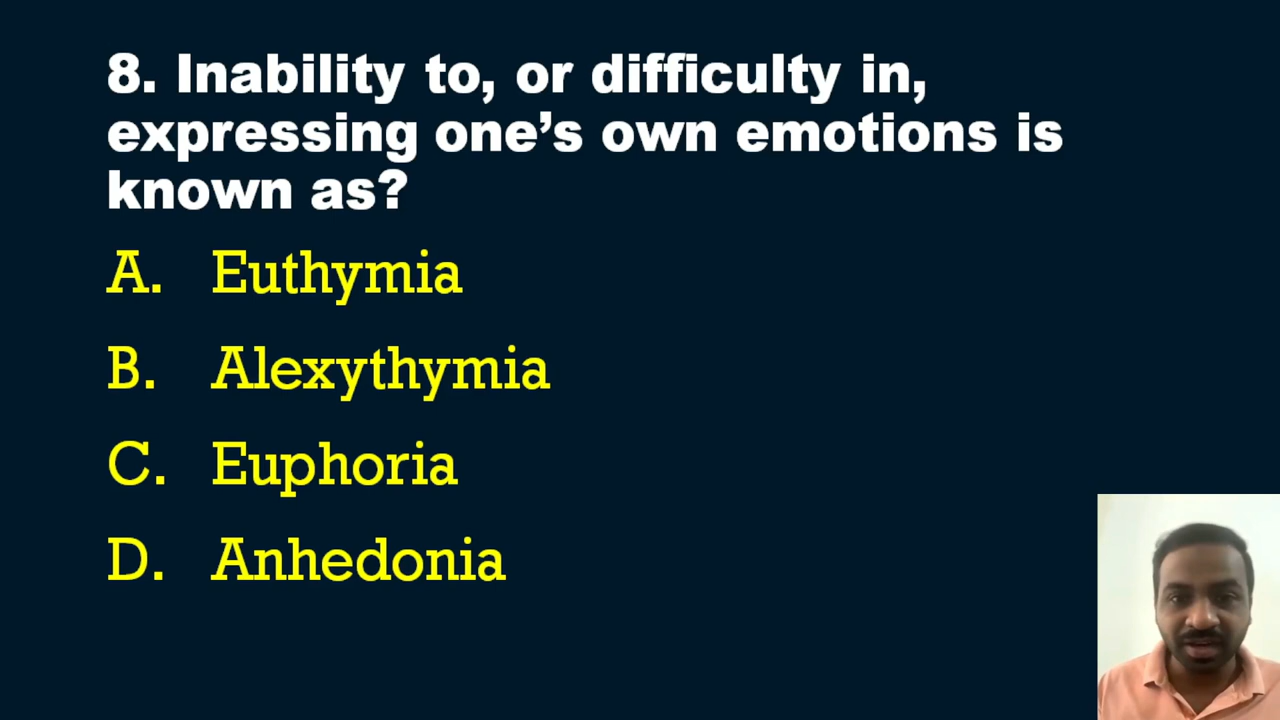 8. Inability to, or difficulty in,
expressing one’s own emotions is
known as?
A. Euthymia
B. Alexythymia
C. Euphoria
D. Anhedonia